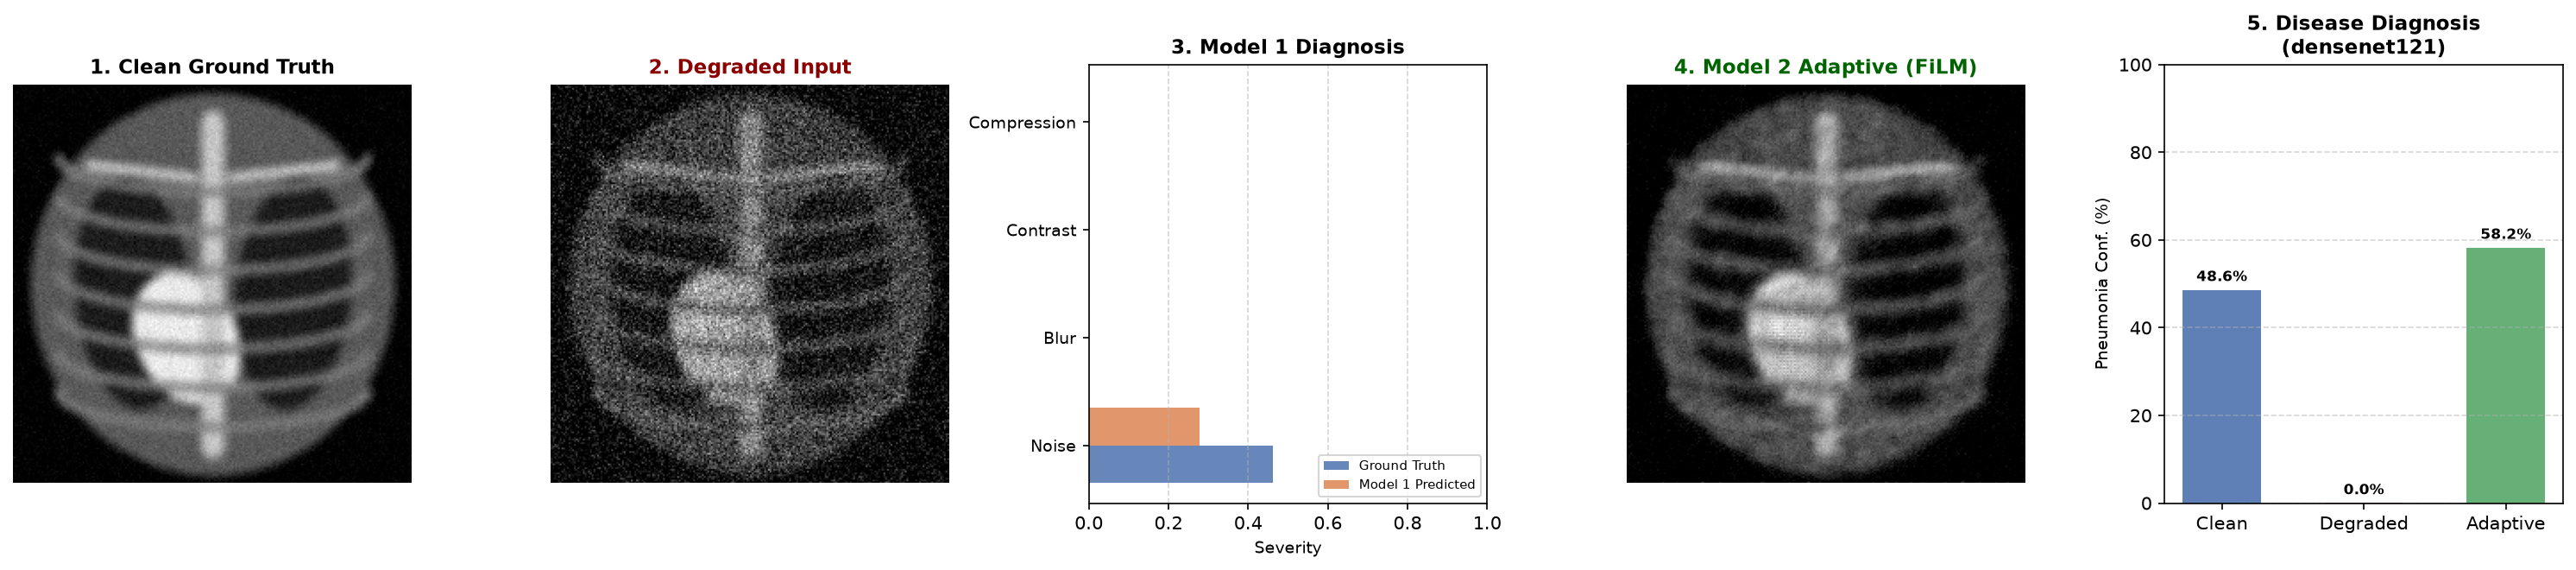 1. Clean Ground Truth
2. Degraded Input
3. Model 1 Diagnosis
Compression
Contrast
Blur
Noise
Ground Truth
Model 1 Predicted
0.0 0.2 0.4 0.6 0.8 1.0
Severity
4. Model 2 Adaptive (FiLM)
5. Disease Diagnosis
(densenet121)
Pneumonia Conf. (%)
100
80
60
40
20
0
48.6%
0.0%
58.2%
Clean Degraded Adaptive